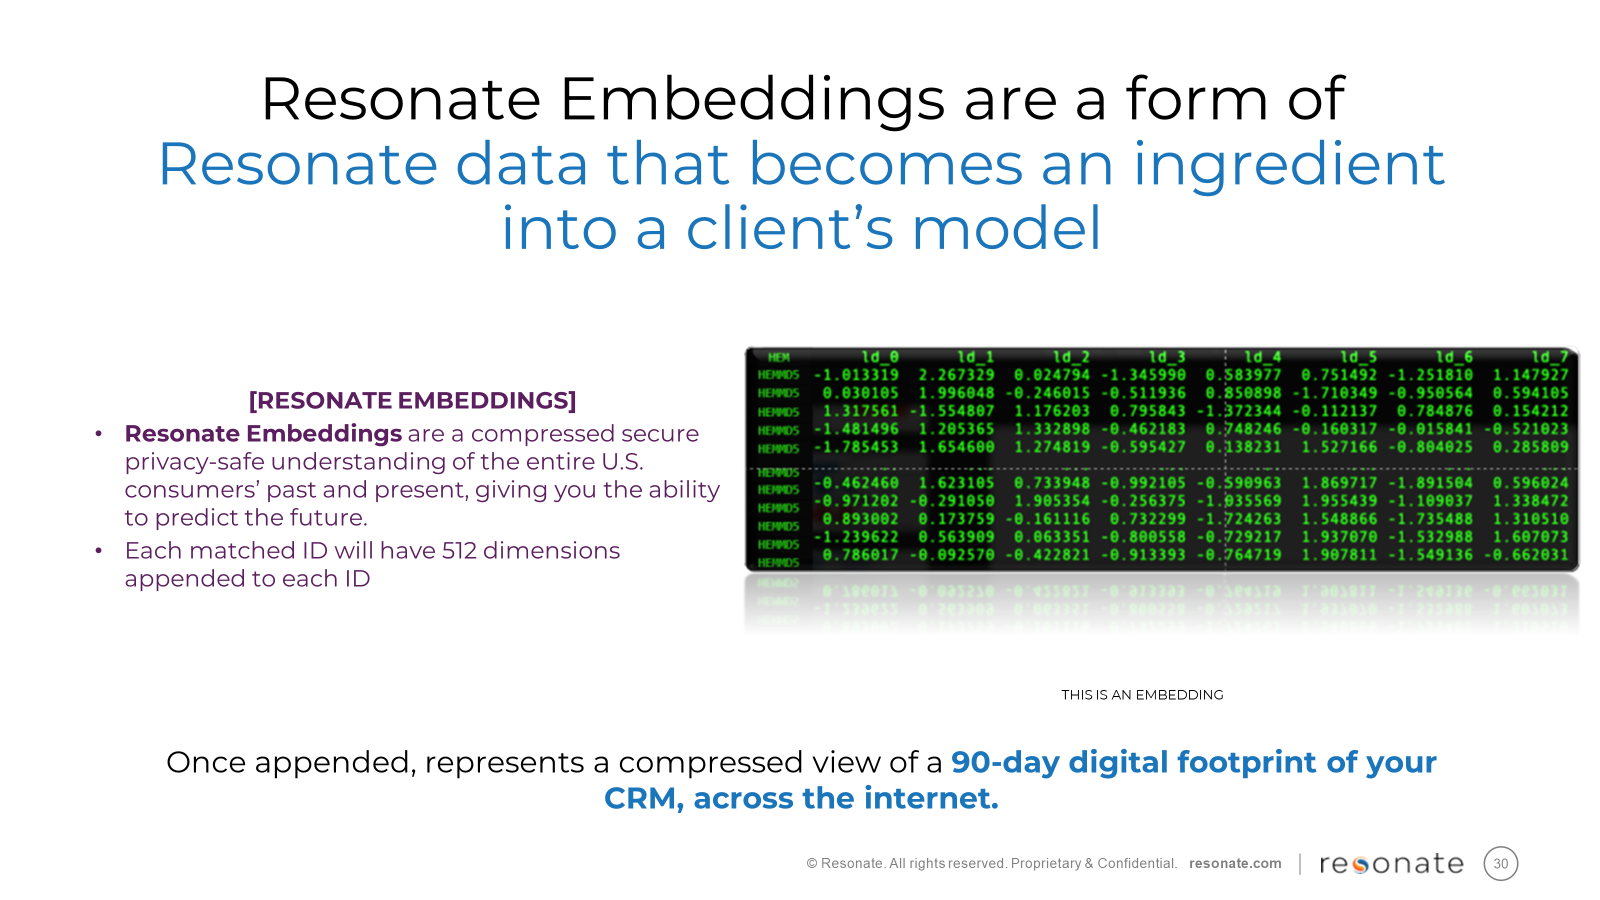 Resonate Embeddings are a form of
Resonate data that becomes an ingredient
into a client’s model
[RESONATE EMBEDDINGS]
• Resonate Embeddings are a compressed secure
privacy-safe understanding of the entire U.S.
consumers’ past and present, giving you the ability
to predict the future.
• Each matched ID will have 512 dimensions
appended to each ID
HEM ld_0 ld_1 ld_2 ld_3 ld_4 ld_5 ld_6 ld_7
HEMMD5 -1.013319 2.267329 0.024794 -1.345990 0.583977 0.751492 -1.251810 1.147927
HEMMD5 0.030105 1.996048 -0.246015 -0.511936 0.850898 -1.710349 -0.950564 0.594105
HEMMD5 1.317561 -1.554807 1.176203 0.795843 -1.372344 -0.112137 0.784876 0.154212
HEMMD5 -1.481496 1.205365 1.332898 -0.462183 0.748246 -0.160317 -0.015841 -0.521023
HEMMD5 -1.785453 1.654600 1.274819 -0.595427 0.138231 1.527166 -0.804025 0.285809
HEMMD5 -0.462460 1.623105 0.733948 -0.992105 -0.590963 1.869717 -1.891504 0.596024
HEMMD5 -0.971202 -0.291050 1.905354 -0.256375 -1.035569 1.955439 -1.109037 1.338472
HEMMD5 0.893002 0.173759 -0.161116 0.732299 -1.724263 1.548866 -1.735488 1.310510
HEMMD5 -1.239622 0.563909 0.063351 -0.800558 -0.729217 1.937070 -1.532988 1.607073
HEMMD5 0.786017 -0.092570 -0.422821 -0.913393 -0.764719 1.907811 -1.549136 -0.662031
THIS IS AN EMBEDDING
Once appended, represents a compressed view of a 90-day digital footprint of your
CRM, across the internet.
© Resonate. All rights reserved. Proprietary & Confidential. resonate.com | resonate 30